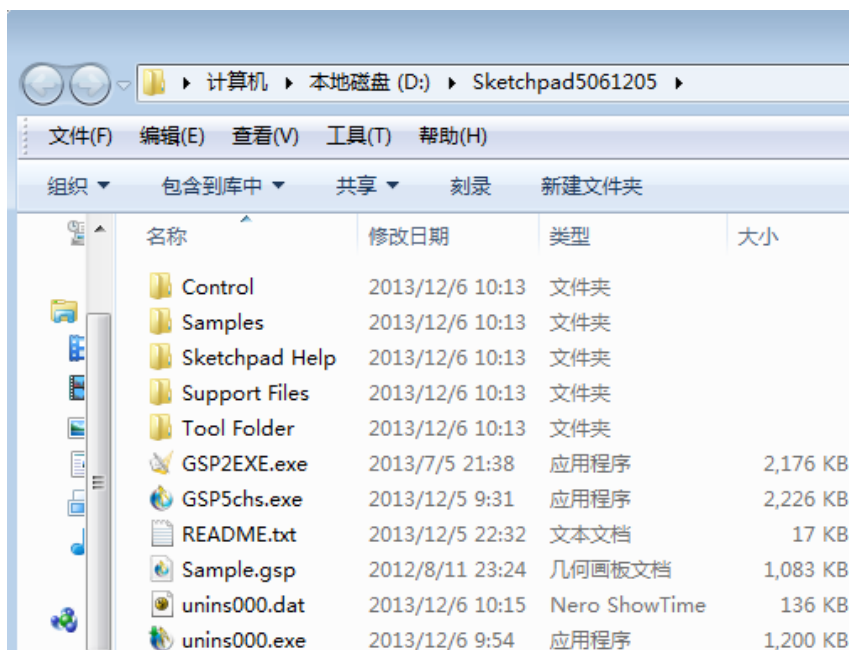 计算机 本地磁盘 (D:) Sketchpad5061205
文件(F) 编辑(E) 查看(V) 工具(T) 帮助(H)
组织 包含到库中 共享 刻录 新建文件夹
名称 修改日期 类型 大小
Control 2013/12/6 10:13 文件夹
Samples 2013/12/6 10:13 文件夹
Sketchpad Help 2013/12/6 10:13 文件夹
Support Files 2013/12/6 10:13 文件夹
Tool Folder 2013/12/6 10:13 文件夹
GSP2EXE.exe 2013/7/5 21:38 应用程序 2,176 KB
GSP5chs.exe 2013/12/5 9:31 应用程序 2,226 KB
README.txt 2013/12/5 22:32 文本文档 17 KB
Sample.gsp 2012/8/11 23:24 几何画板文档 1,083 KB
unins000.dat 2013/12/6 10:15 Nero ShowTime 136 KB
unins000.exe 2013/12/6 9:54 应用程序 1,200 KB